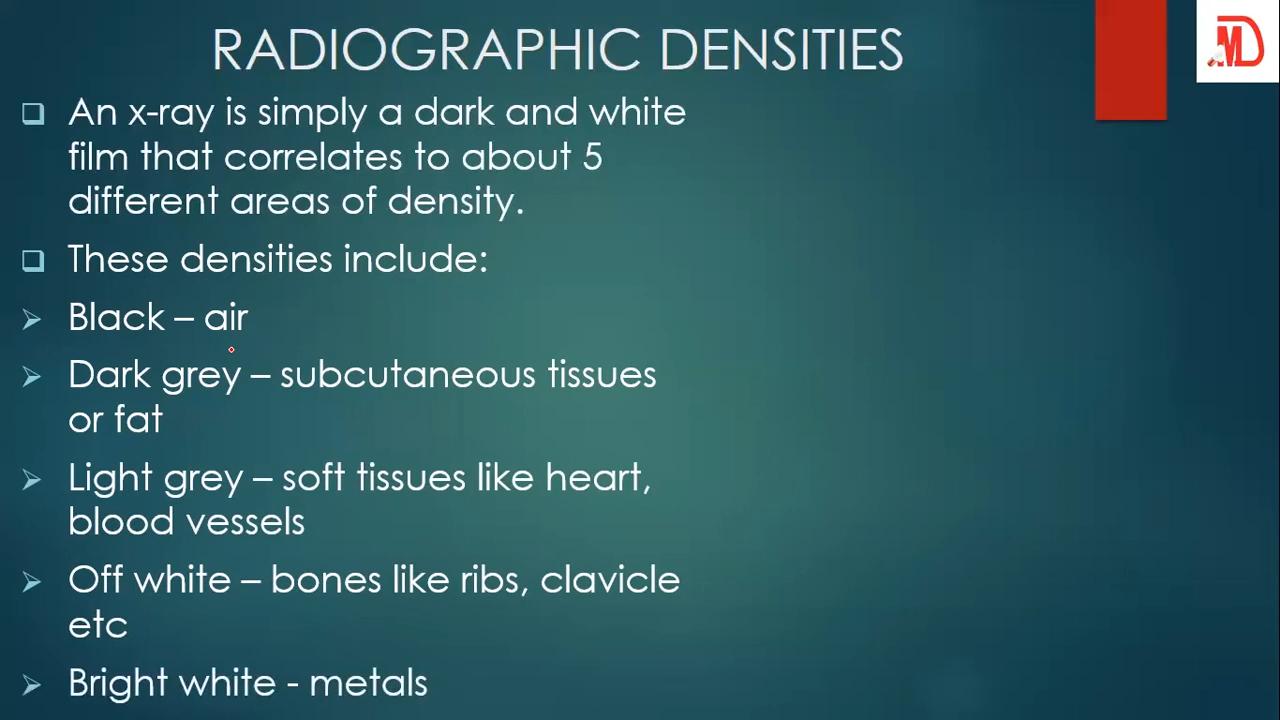 RADIOGRAPHIC DENSITIES
MD
An x-ray is simply a dark and white
film that correlates to about 5
different areas of density.
These densities include:
Black – air
Dark grey – subcutaneous tissues
or fat
Light grey – soft tissues like heart,
blood vessels
Off white – bones like ribs, clavicle
etc
Bright white - metals